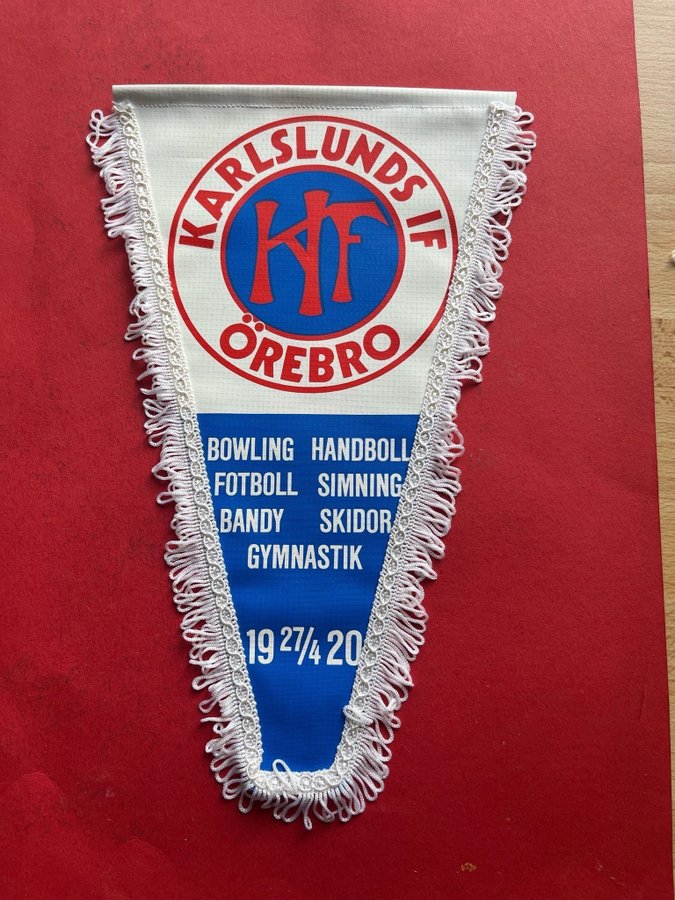 KARLSLUNDS IF
KIF
ÖREBRO
BOWLING HANDBOLL
FOTBOLL SIMNING
BANDY SKIDOR
GYMNASTIK
19 27/4 20